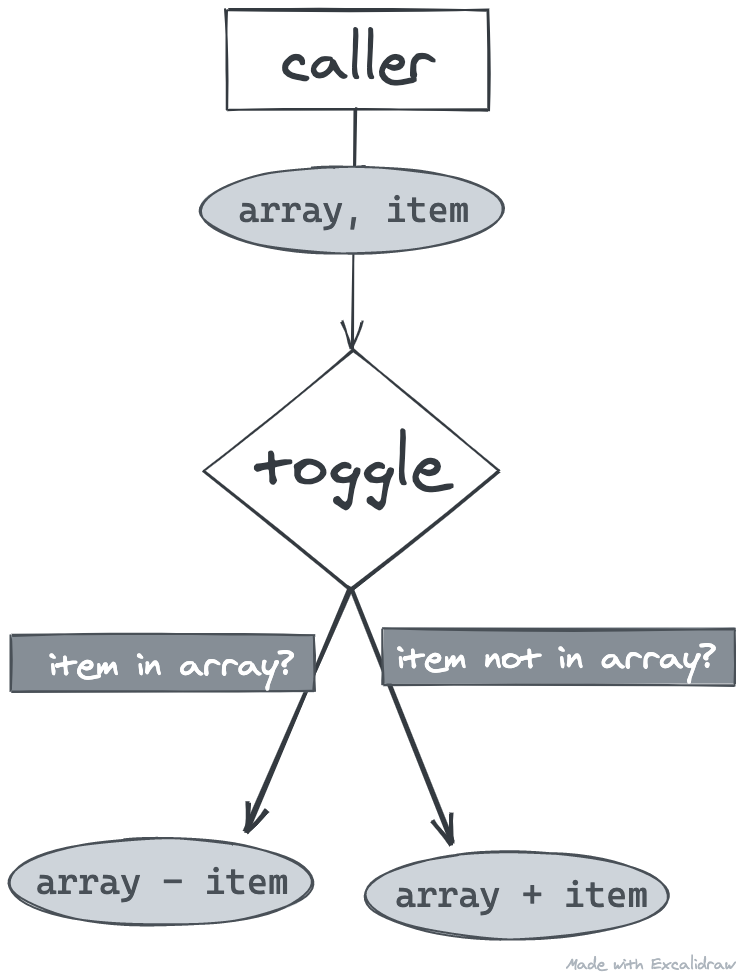 caller
array, item
toggle
item in array?
item not in array?
array - item
array + item
Made with Excalidraw